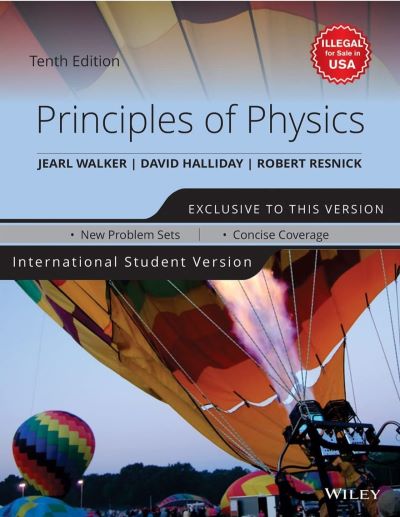 ILLEGAL
for Sale in
USA
Tenth Edition
Principles of Physics
JEARL WALKER | DAVID HALLIDAY | ROBERT RESNICK
EXCLUSIVE TO THIS VERSION
• New Problem Sets | • Concise Coverage
International Student Version
WILEY